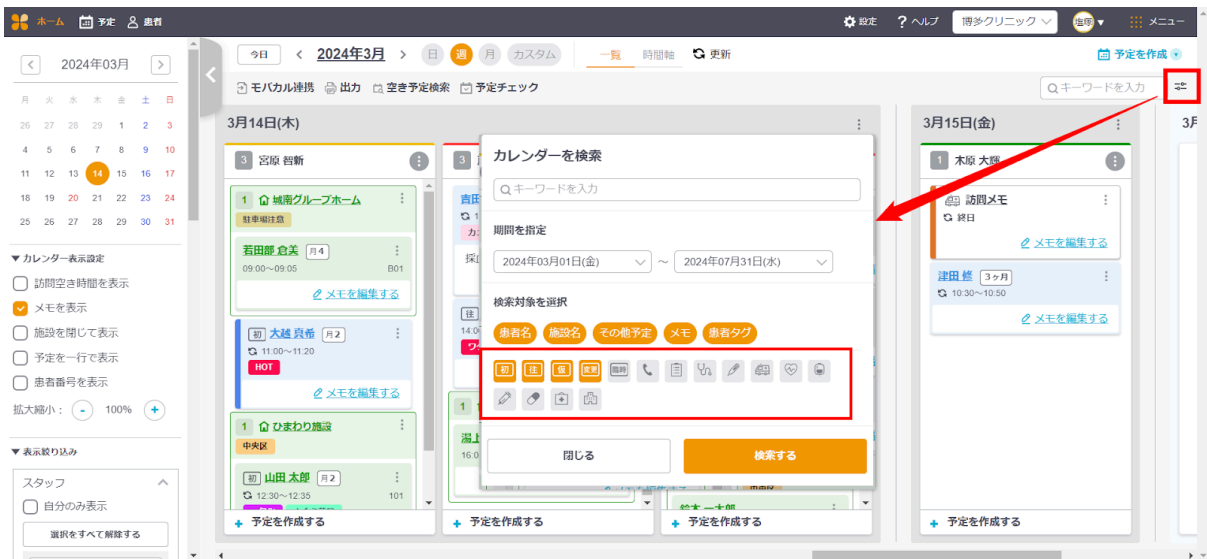 ホーム 予定 患者 設定 ? ヘルプ 博多クリニック 塩塚 ▼ メニュー
2024年03月
月 火 水 木 金 土 日
26 27 28 29 1 2 3
4 5 6 7 8 9 10
11 12 13 14 15 16 17
18 19 20 21 22 23 24
25 26 27 28 29 30 31
▼ カレンダー表示設定
訪問空き時間を表示
メモを表示
施設を閉じて表示
予定を一行で表示
患者番号を表示
拡大縮小： - 100% +
▼ 表示絞り込み
スタッフ
自分のみ表示
選択をすべて解除する
今日 2024年3月 日 週 月 カスタム 一覧 時間軸 更新 予定を作成
モバカル連携 出力 空き予定検索 予定チェック キーワードを入力
3月14日(木)
3 宮原 智新
1 城南グループホーム
駐車場注意
若田部 倉美 月4
09:00～09:05 B01
メモを編集する
初 大越 真希 月2
11:00～11:20
HOT
メモを編集する
1 ひまわり施設
中央区
初 山田 太郎 月2
12:30～12:35 101
+ 予定を作成する
3
往
1
+ 予定を作成する
鈴木 一太郎
+ 予定を作成する
カレンダーを検索
キーワードを入力
期間を指定
2024年03月01日(金) ～ 2024年07月31日(水)
検索対象を選択
患者名 施設名 その他予定 メモ 患者タグ
初 往 仮 変更 臨時
閉じる 検索する
3月15日(金)
1 木原 大輝
訪問メモ
終日
メモを編集する
津田 修 3ヶ月
10:30～10:50
メモを編集する
+ 予定を作成する